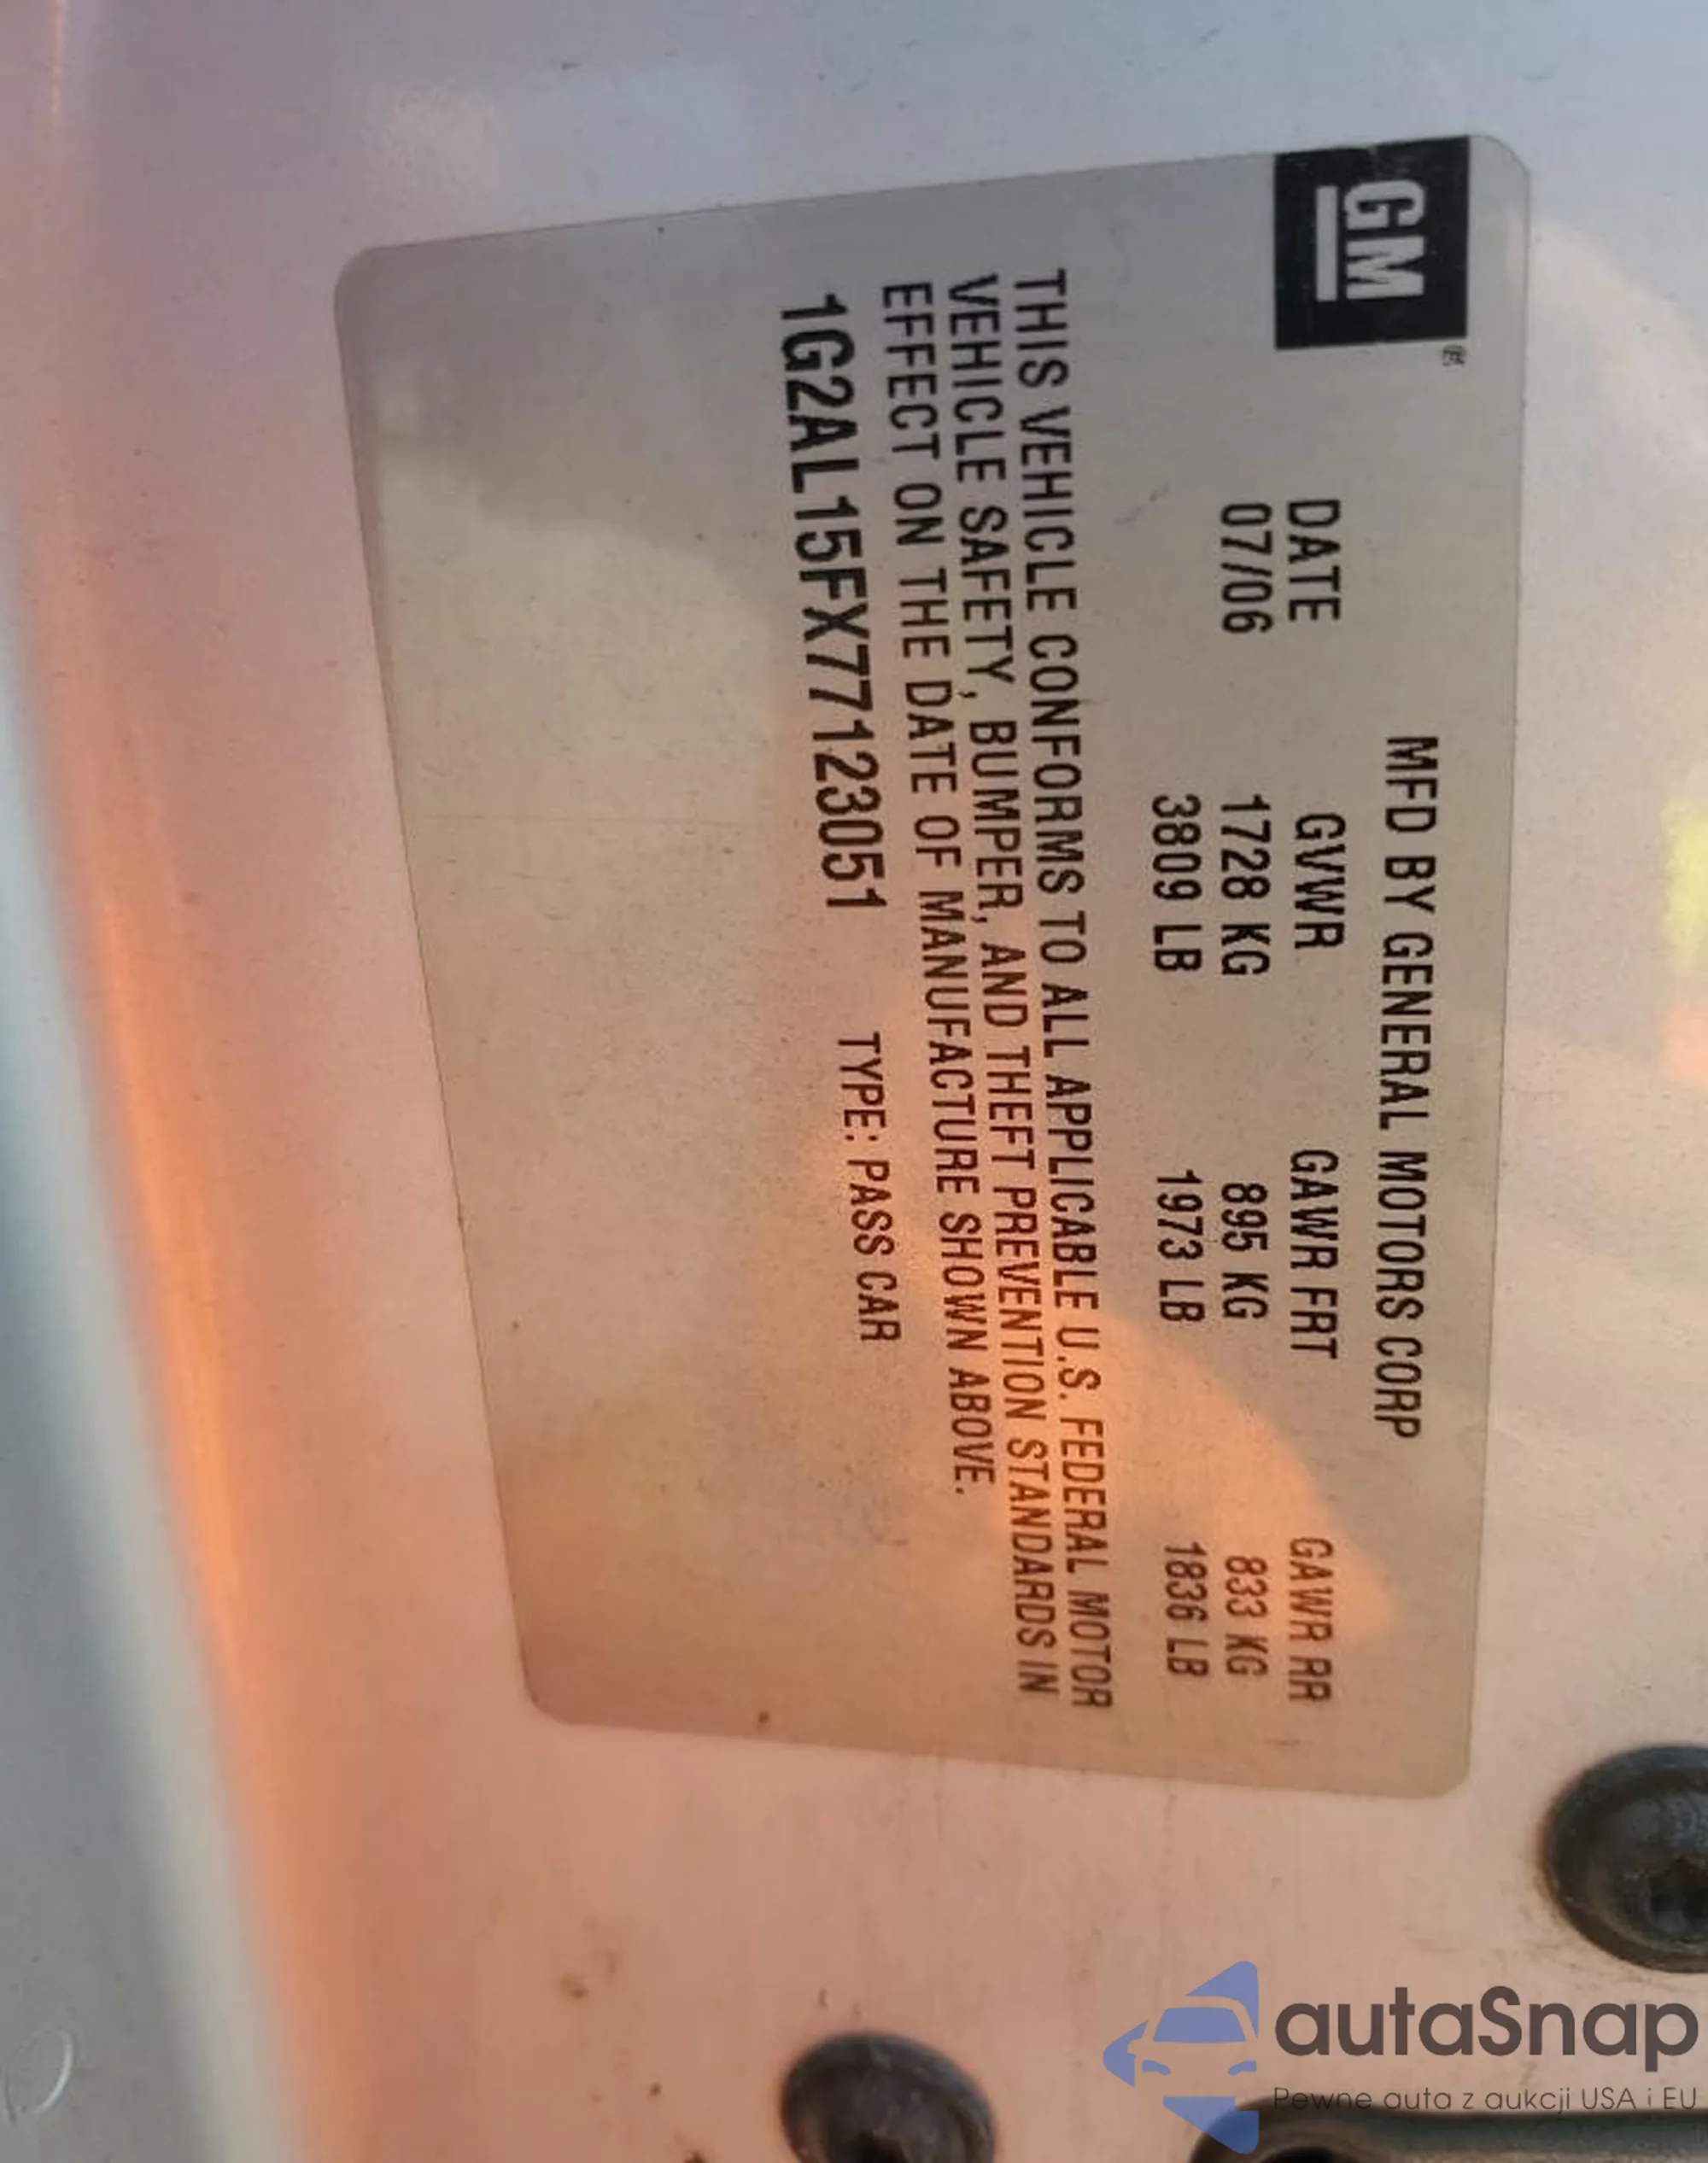 GM
®
MFD BY GENERAL MOTORS CORP
DATE GVWR GAWR FRT GAWR RR
07/06 1728 KG 895 KG 833 KG
3809 LB 1973 LB 1836 LB
THIS VEHICLE CONFORMS TO ALL APPLICABLE U.S. FEDERAL MOTOR
VEHICLE SAFETY, BUMPER, AND THEFT PREVENTION STANDARDS IN
EFFECT ON THE DATE OF MANUFACTURE SHOWN ABOVE.
1G2AL15FX77123051 TYPE: PASS CAR
autaSnap
Pewne auta z aukcji USA i EU